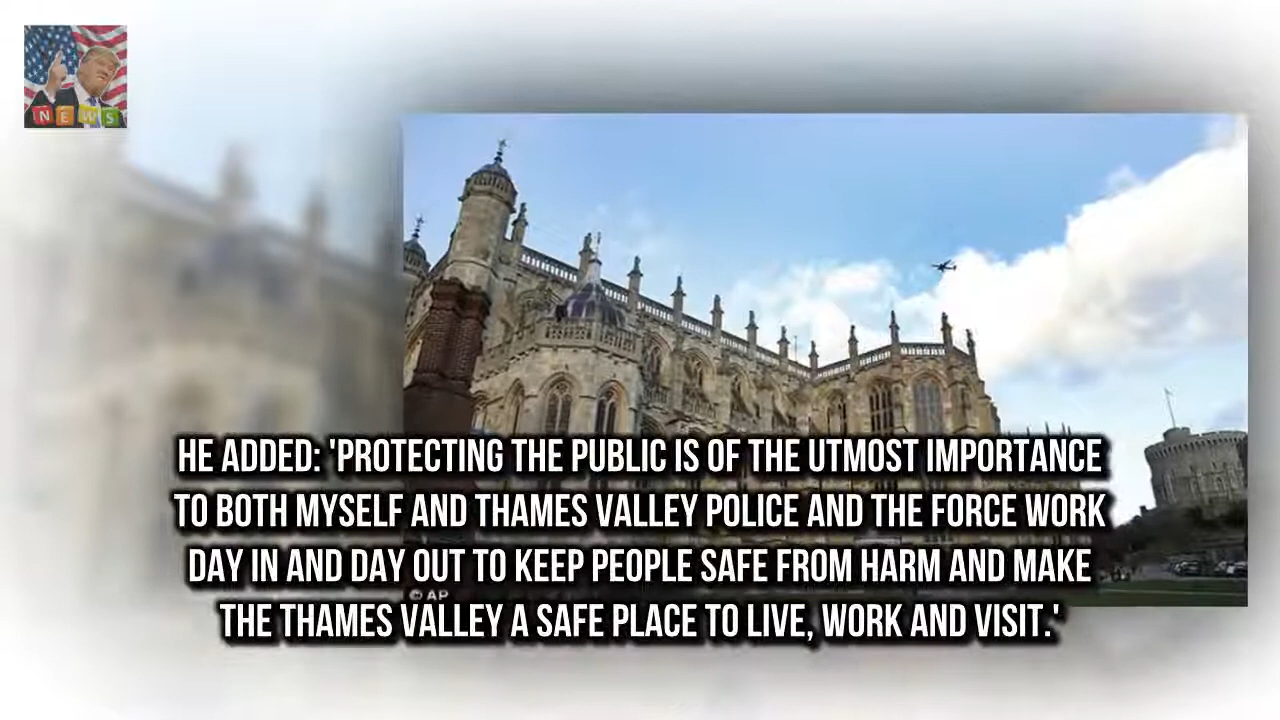 NEWS
HE ADDED: 'PROTECTING THE PUBLIC IS OF THE UTMOST IMPORTANCE
TO BOTH MYSELF AND THAMES VALLEY POLICE AND THE FORCE WORK
DAY IN AND DAY OUT TO KEEP PEOPLE SAFE FROM HARM AND MAKE
© AP
THE THAMES VALLEY A SAFE PLACE TO LIVE, WORK AND VISIT.'